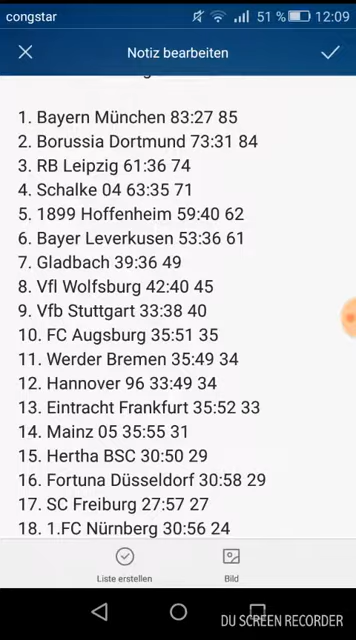 congstar 51 % 12:09
Notiz bearbeiten
1. Bayern München 83:27 85
2. Borussia Dortmund 73:31 84
3. RB Leipzig 61:36 74
4. Schalke 04 63:35 71
5. 1899 Hoffenheim 59:40 62
6. Bayer Leverkusen 53:36 61
7. Gladbach 39:36 49
8. Vfl Wolfsburg 42:40 45
9. Vfb Stuttgart 33:38 40
10. FC Augsburg 35:51 35
11. Werder Bremen 35:49 34
12. Hannover 96 33:49 34
13. Eintracht Frankfurt 35:52 33
14. Mainz 05 35:55 31
15. Hertha BSC 30:50 29
16. Fortuna Düsseldorf 30:58 29
17. SC Freiburg 27:57 27
18. 1.FC Nürnberg 30:56 24
Liste erstellen Bild
DU SCREEN RECORDER